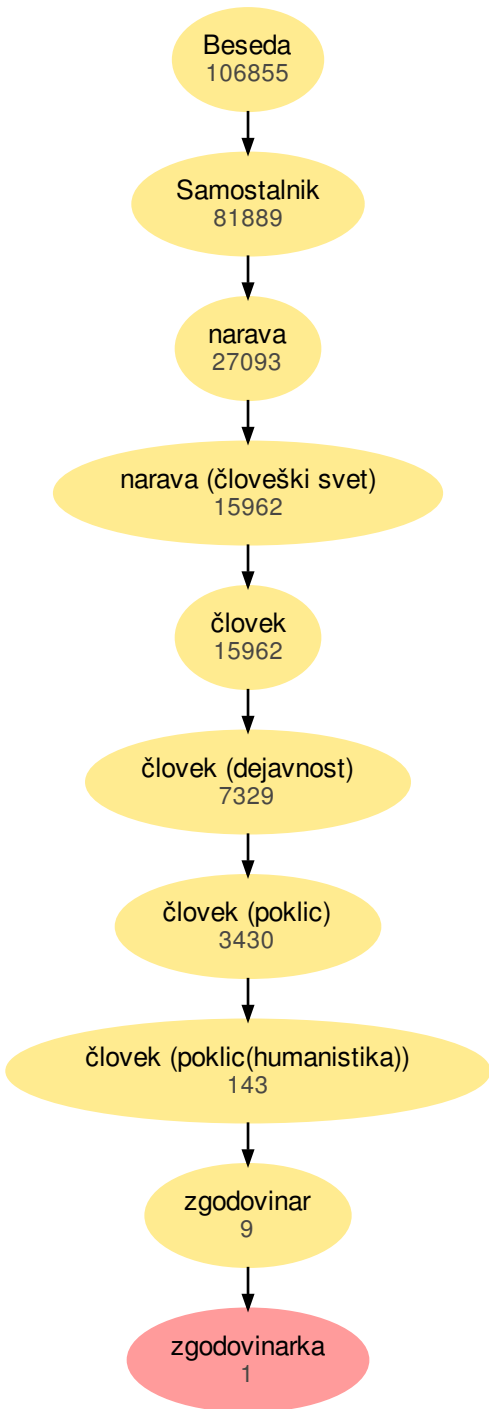 Beseda
106855
Samostalnik
81889
narava
27093
narava (človeški svet)
15962
človek
15962
človek (dejavnost)
7329
človek (poklic)
3430
človek (poklic(humanistika))
143
zgodovinar
9
zgodovinarka
1